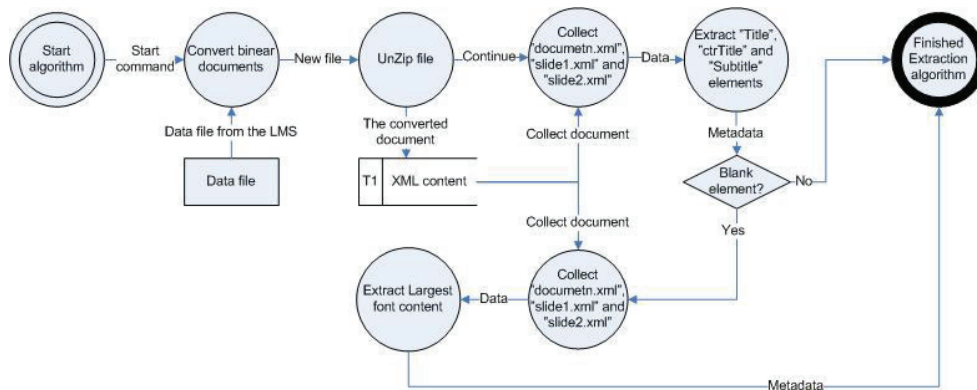 Start
algorithm
Start
command
Convert binear
documents
New file
UnZip file
Continue
Collect
"documetn.xml",
"slide1.xml" and
"slide2.xml"
Data
Extract "Title",
"ctrTitle" and
"Subtitle"
elements
Finished
Extraction
algorithm
Data file from the LMS
The converted
document
Collect document
Metadata
Data file
T1
XML content
Blank
element?
No
Collect document
Yes
Extract Largest
font content
Data
Collect
"documetn.xml",
"slide1.xml" and
"slide2.xml"
Metadata